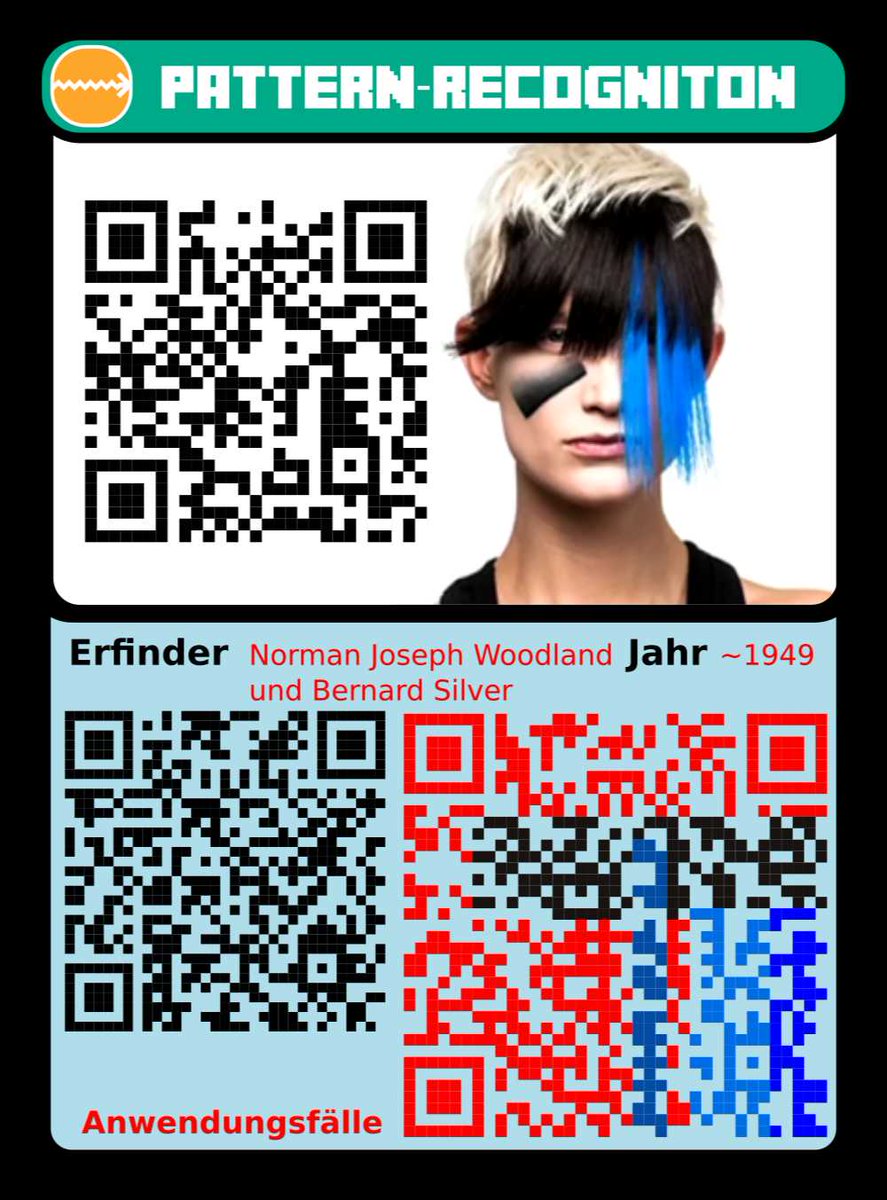 PATTERN-RECOGNITON
Erfinder Norman Joseph Woodland Jahr ~1949
und Bernard Silver
Anwendungsfälle